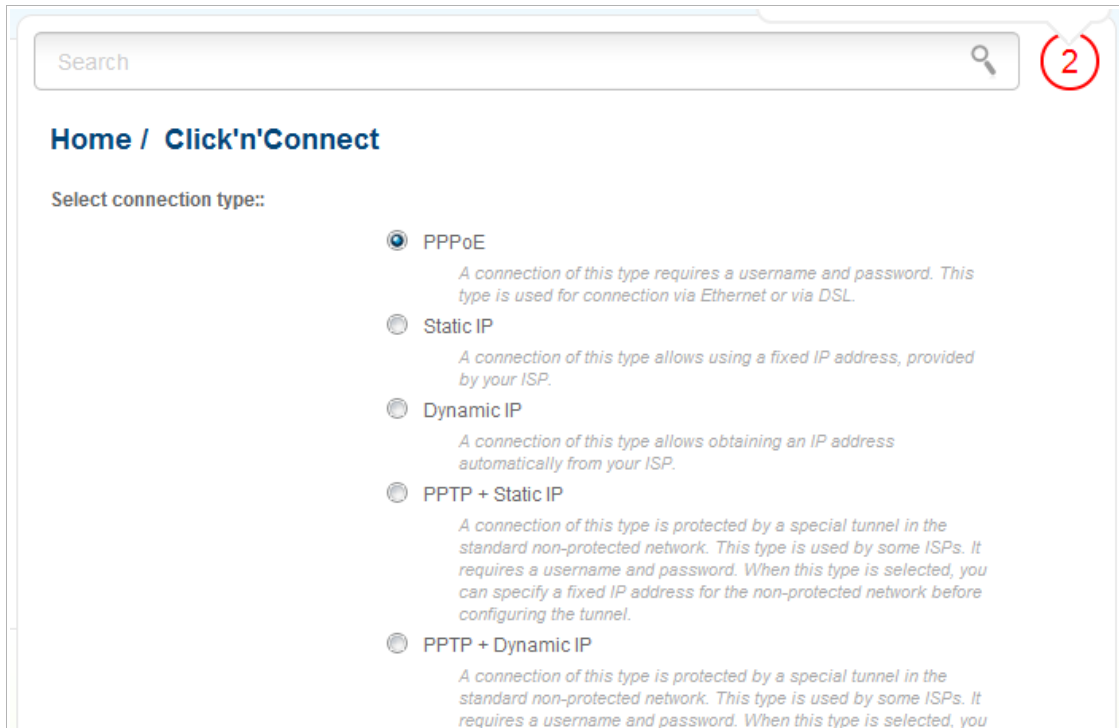 Search
2
Home / Click'n'Connect
Select connection type::
PPPoE
A connection of this type requires a username and password. This
type is used for connection via Ethernet or via DSL.
Static IP
A connection of this type allows using a fixed IP address, provided
by your ISP.
Dynamic IP
A connection of this type allows obtaining an IP address
automatically from your ISP.
PPTP + Static IP
A connection of this type is protected by a special tunnel in the
standard non-protected network. This type is used by some ISPs. It
requires a username and password. When this type is selected, you
can specify a fixed IP address for the non-protected network before
configuring the tunnel.
PPTP + Dynamic IP
A connection of this type is protected by a special tunnel in the
standard non-protected network. This type is used by some ISPs. It
requires a username and password. When this type is selected, you